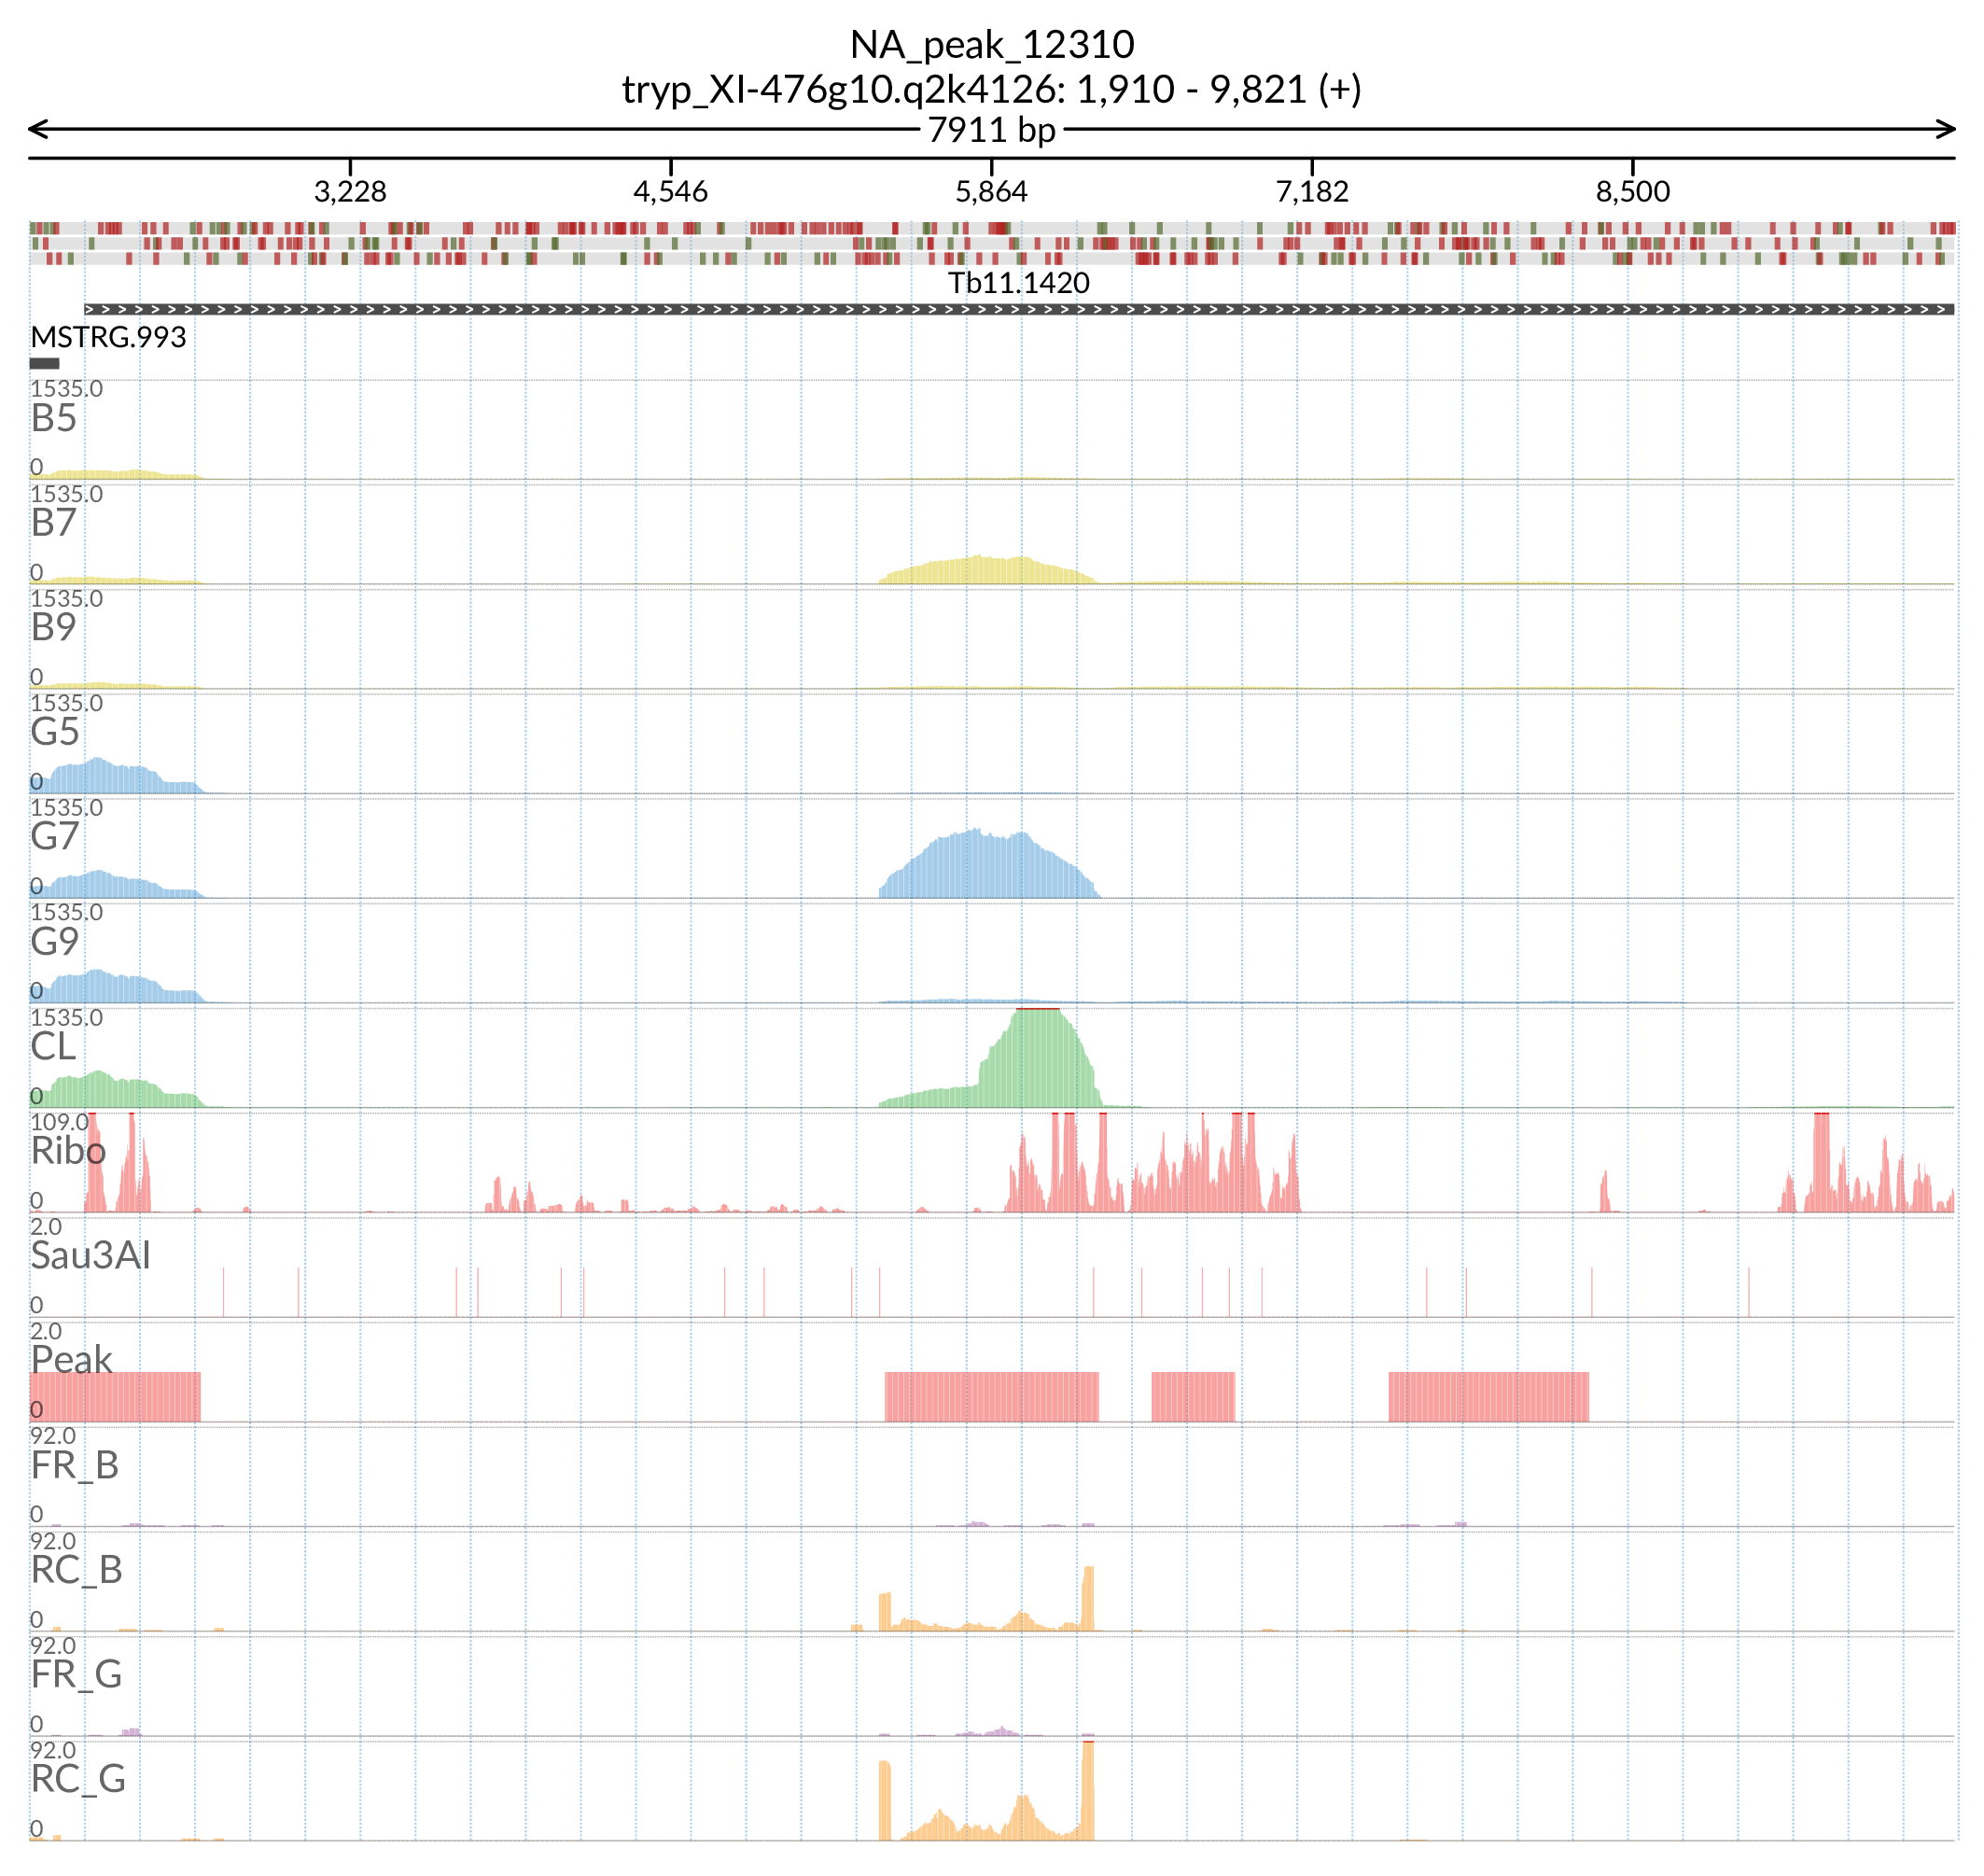 NA_peak_12310
tryp_XI-476g10.q2k4126: 1,910 - 9,821 (+)
7911 bp
3,228 4,546 5,864 7,182 8,500
Tb11.1420
MSTRG.993
1535.0
B5
0
1535.0
B7
0
1535.0
B9
0
1535.0
G5
0
1535.0
G7
0
1535.0
G9
0
1535.0
CL
0
109.0
Ribo
0
2.0
Sau3AI
0
2.0
Peak
0
92.0
FR_B
0
92.0
RC_B
0
92.0
FR_G
0
92.0
RC_G
0